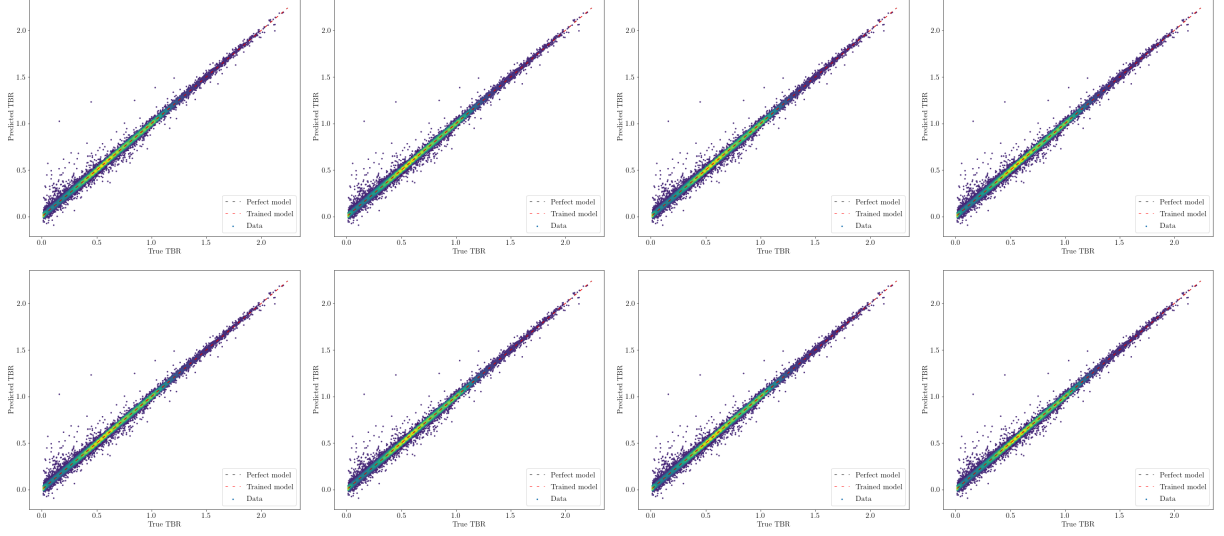 2.0 2.0 2.0 2.0
1.5 1.5 1.5 1.5
Predicted TBR Predicted TBR Predicted TBR Predicted TBR
1.0 1.0 1.0 1.0
0.5 0.5 0.5 0.5
Perfect model Perfect model Perfect model Perfect model
Trained model Trained model Trained model Trained model
0.0 0.0 0.0 0.0
Data Data Data Data
0.0 0.5 1.0 1.5 2.0 0.0 0.5 1.0 1.5 2.0 0.0 0.5 1.0 1.5 2.0 0.0 0.5 1.0 1.5 2.0
True TBR True TBR True TBR True TBR
2.0 2.0 2.0 2.0
1.5 1.5 1.5 1.5
Predicted TBR Predicted TBR Predicted TBR Predicted TBR
1.0 1.0 1.0 1.0
0.5 0.5 0.5 0.5
Perfect model Perfect model Perfect model Perfect model
Trained model Trained model Trained model Trained model
0.0 0.0 0.0 0.0
Data Data Data Data
0.0 0.5 1.0 1.5 2.0 0.0 0.5 1.0 1.5 2.0 0.0 0.5 1.0 1.5 2.0 0.0 0.5 1.0 1.5 2.0
True TBR True TBR True TBR True TBR